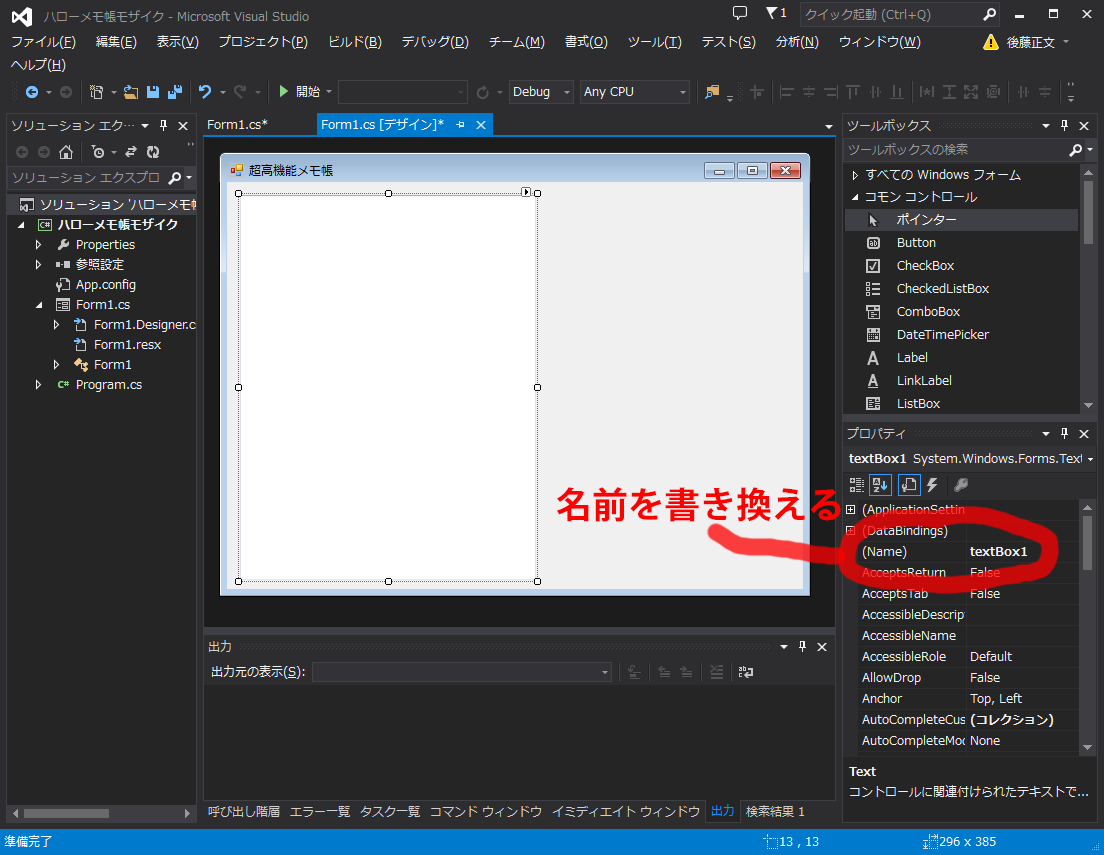 ハローメモ帳モザイク - Microsoft Visual Studio
1
クイック起動 (Ctrl+Q)
ファイル(F) 編集(E) 表示(V) プロジェクト(P) ビルド(B) デバッグ(D) チーム(M) 書式(O) ツール(T) テスト(S) 分析(N) ウィンドウ(W)
後藤正文
ヘルプ(H)
開始 Debug Any CPU
ソリューション エク…
ソリューション エクスプロ
ソリューション 'ハローメモ帳
ハローメモ帳モザイク
Properties
参照設定
App.config
Form1.cs
Form1.Designer.c
Form1.resx
Form1
Program.cs
Form1.cs* Form1.cs [デザイン]*
超高機能メモ帳
名前を書き換える
出力
出力元の表示(S):
呼び出し階層 エラー一覧 タスク一覧 コマンド ウィンドウ イミディエイト ウィンドウ 出力 検索結果 1
ツールボックス
ツールボックスの検索
すべての Windows フォーム
コモン コントロール
ポインター
Button
CheckBox
CheckedListBox
ComboBox
DateTimePicker
Label
LinkLabel
ListBox
プロパティ
textBox1 System.Windows.Forms.Text
(ApplicationSettin
(DataBindings)
(Name) textBox1
AcceptsReturn False
AcceptsTab False
AccessibleDescrip
AccessibleName
AccessibleRole Default
AllowDrop False
Anchor Top, Left
AutoCompleteCus (コレクション)
AutoCompleteMod None
Text
コントロールに関連付けられたテキストで...
準備完了
13 , 13
296 x 385